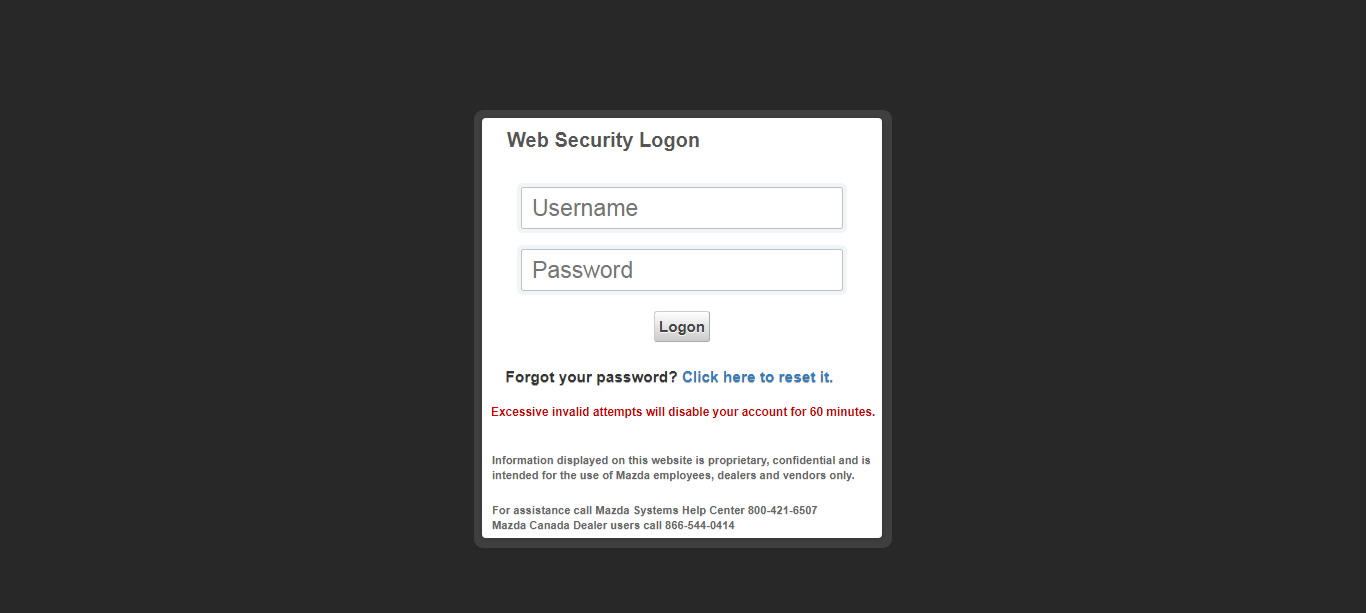 Web Security Logon
Username
Password
Logon
Forgot your password? Click here to reset it.
Excessive invalid attempts will disable your account for 60 minutes.
Information displayed on this website is proprietary, confidential and is
intended for the use of Mazda employees, dealers and vendors only.
For assistance call Mazda Systems Help Center 800-421-6507
Mazda Canada Dealer users call 866-544-0414